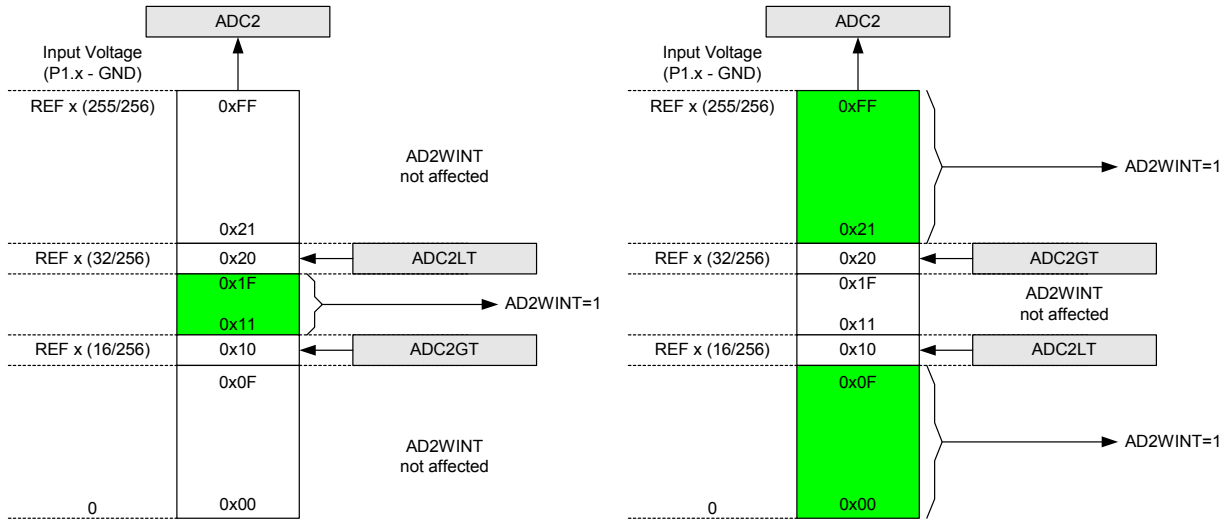 ADC2
Input Voltage
(P1.x - GND)
REF x (255/256)
0xFF
AD2WINT
not affected
0x21
REF x (32/256)
0x20
ADC2LT
0x1F
AD2WINT=1
0x11
REF x (16/256)
0x10
ADC2GT
0x0F
AD2WINT
not affected
0
0x00
ADC2
Input Voltage
(P1.x - GND)
REF x (255/256)
0xFF
AD2WINT=1
0x21
REF x (32/256)
0x20
ADC2GT
0x1F
AD2WINT
not affected
0x11
REF x (16/256)
0x10
ADC2LT
0x0F
AD2WINT=1
0
0x00